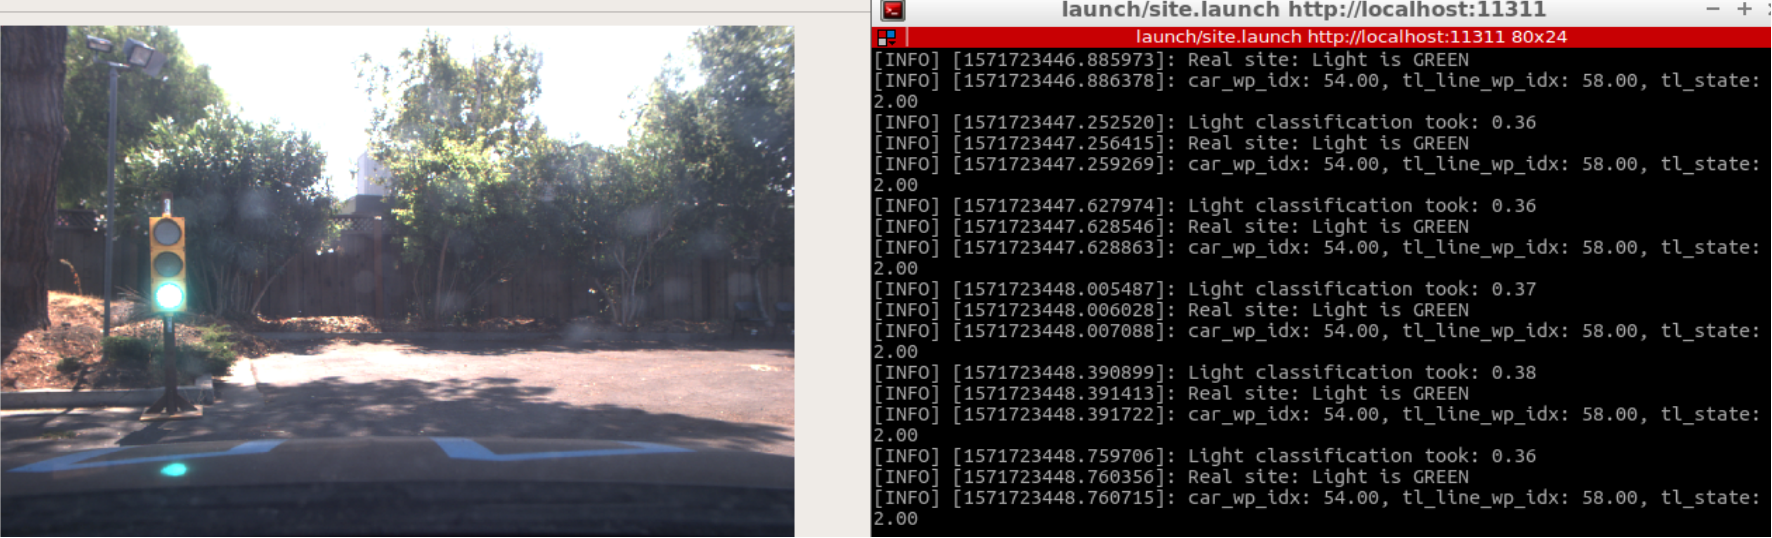 launch/site.launch http://localhost:11311
launch/site.launch http://localhost:11311 80x24
[INFO] [1571723446.885973]: Real site: Light is GREEN
[INFO] [1571723446.886378]: car_wp_idx: 54.00, tl_line_wp_idx: 58.00, tl_state:
2.00
[INFO] [1571723447.252520]: Light classification took: 0.36
[INFO] [1571723447.256415]: Real site: Light is GREEN
[INFO] [1571723447.259269]: car_wp_idx: 54.00, tl_line_wp_idx: 58.00, tl_state:
2.00
[INFO] [1571723447.627974]: Light classification took: 0.36
[INFO] [1571723447.628546]: Real site: Light is GREEN
[INFO] [1571723447.628863]: car_wp_idx: 54.00, tl_line_wp_idx: 58.00, tl_state:
2.00
[INFO] [1571723448.005487]: Light classification took: 0.37
[INFO] [1571723448.006028]: Real site: Light is GREEN
[INFO] [1571723448.007088]: car_wp_idx: 54.00, tl_line_wp_idx: 58.00, tl_state:
2.00
[INFO] [1571723448.390899]: Light classification took: 0.38
[INFO] [1571723448.391413]: Real site: Light is GREEN
[INFO] [1571723448.391722]: car_wp_idx: 54.00, tl_line_wp_idx: 58.00, tl_state:
2.00
[INFO] [1571723448.759706]: Light classification took: 0.36
[INFO] [1571723448.760356]: Real site: Light is GREEN
[INFO] [1571723448.760715]: car_wp_idx: 54.00, tl_line_wp_idx: 58.00, tl_state:
2.00